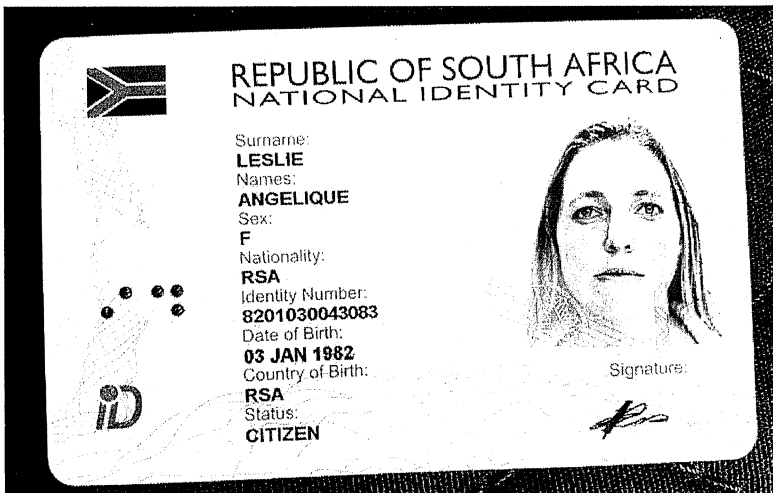 REPUBLIC OF SOUTH AFRICA
NATIONAL IDENTITY CARD
Surname:
LESLIE
Names:
ANGELIQUE
Sex:
F
Nationality:
RSA
Identity Number:
8201030043083
Date of Birth:
03 JAN 1982
Country of Birth:
RSA
Status:
CITIZEN
Signature:
iD